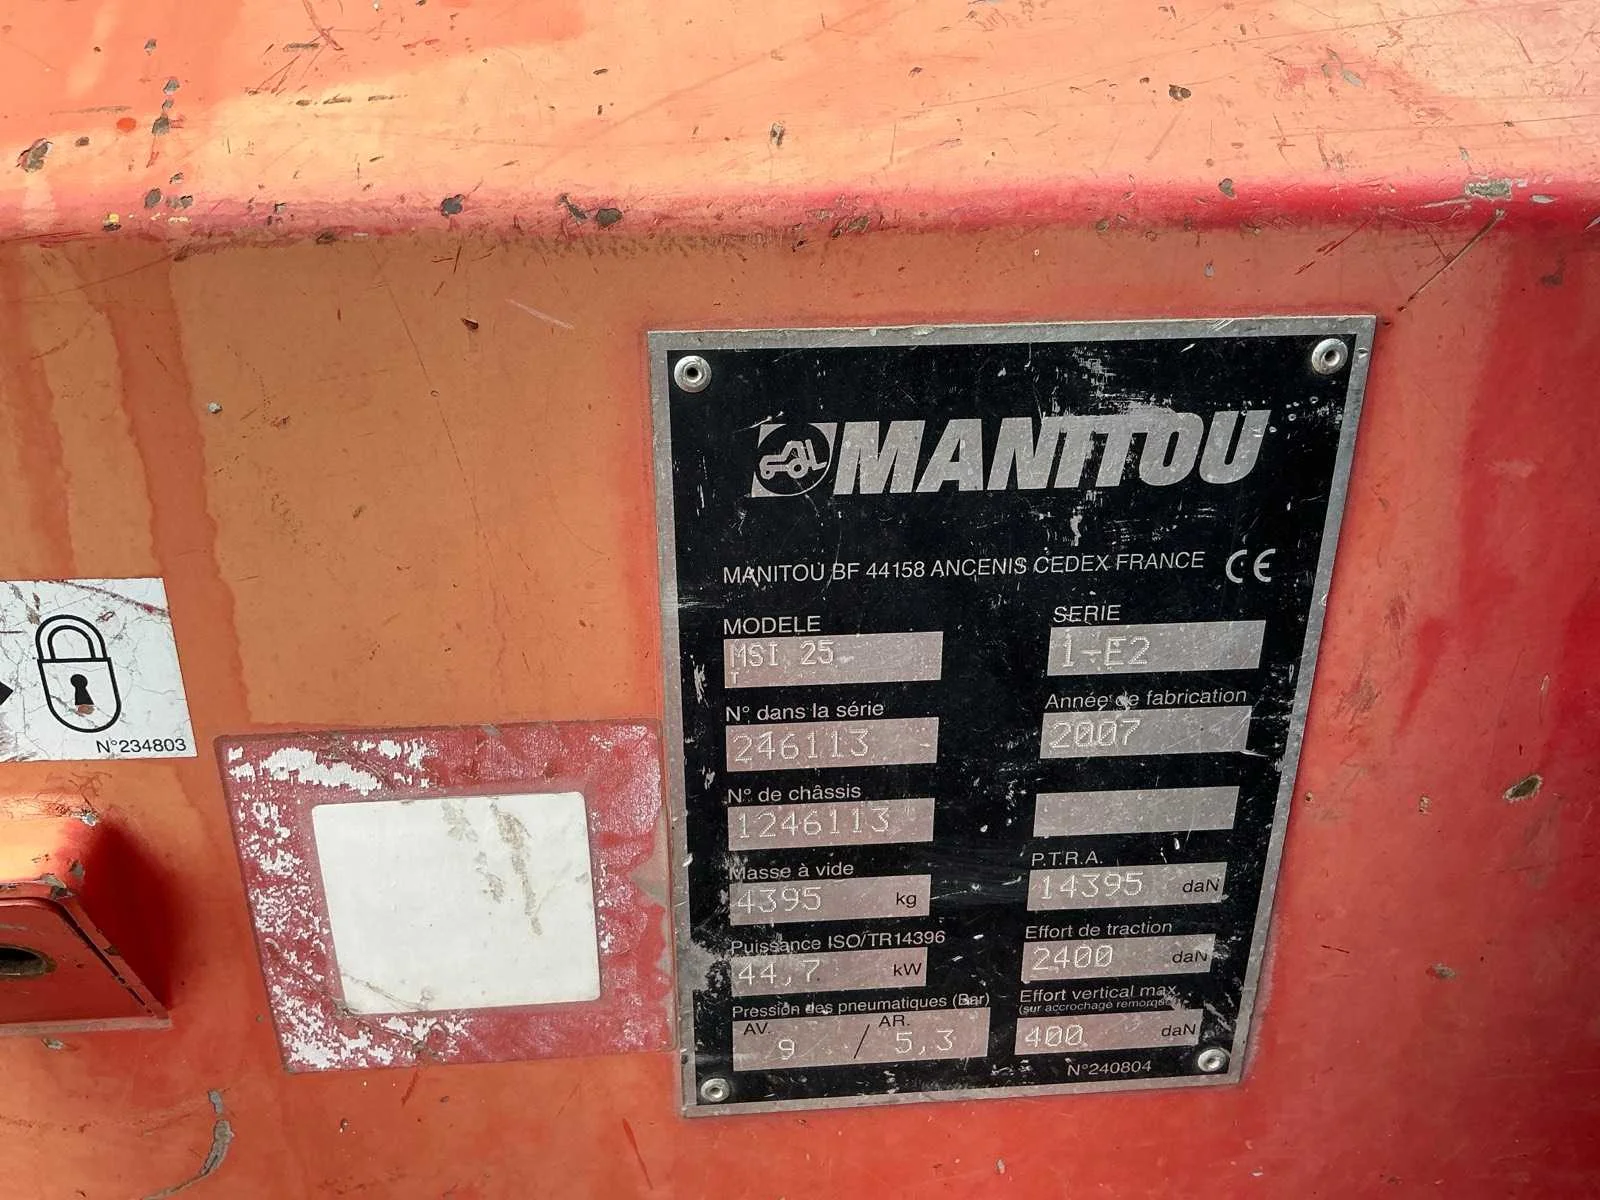 MANITOU
MANITOU BF 44158 ANCENIS CEDEX FRANCE CE
MODELE
MSI 25
T
SERIE
1-E2
N° dans la série
246113
Année de fabrication
2007
N° de châssis
1246113
Masse à vide
4395 kg
P.T.R.A.
14395 daN
Puissance ISO/TR14396
44,7 kW
Effort de traction
2400 daN
Pression des pneumatiques (Bar)
AV. 9 / AR. 5,3
Effort vertical max.
(sur accrochage remorque)
400 daN
N°240804
N°234803